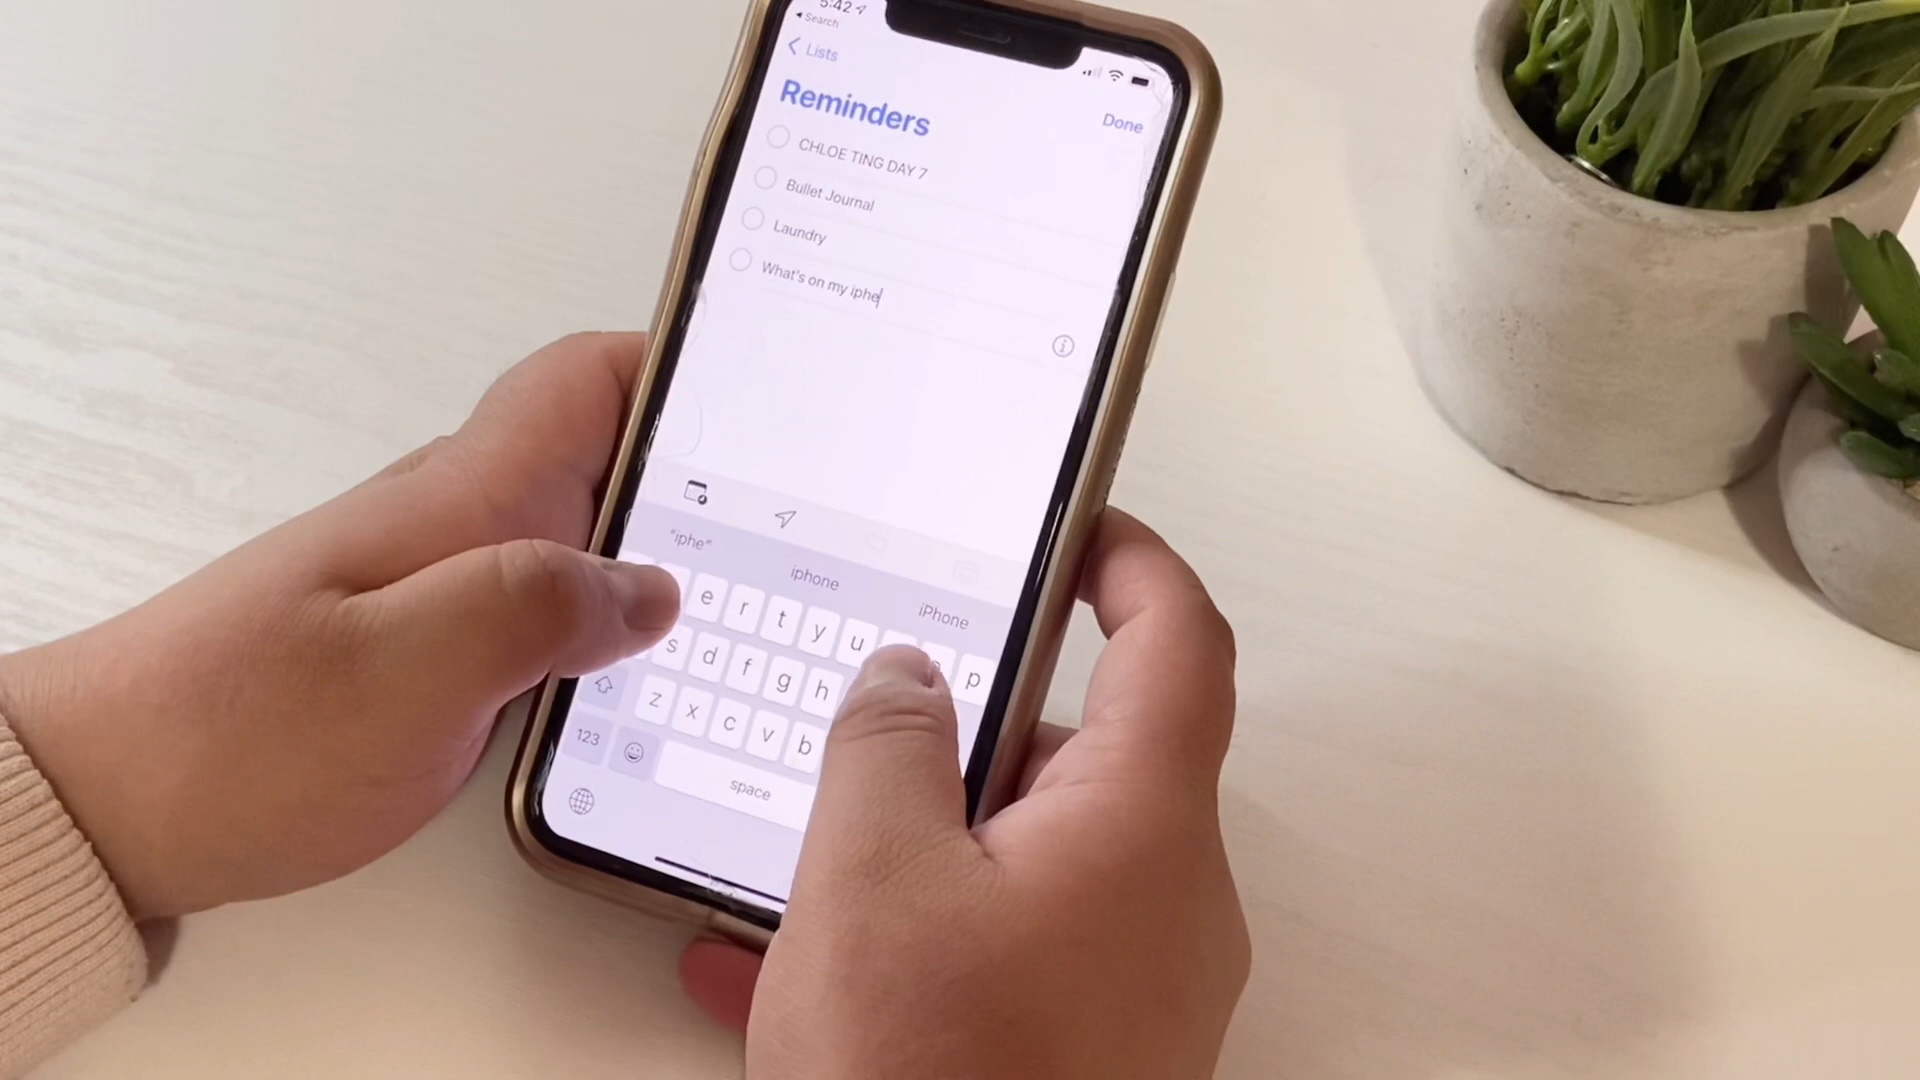 5:42
Search
Lists
Reminders
Done
CHLOE TING DAY 7
Bullet Journal
Laundry
What's on my iphe
"iphe"
iphone
iPhone
e r t y u p
s d f g h
z x c v b
123
space